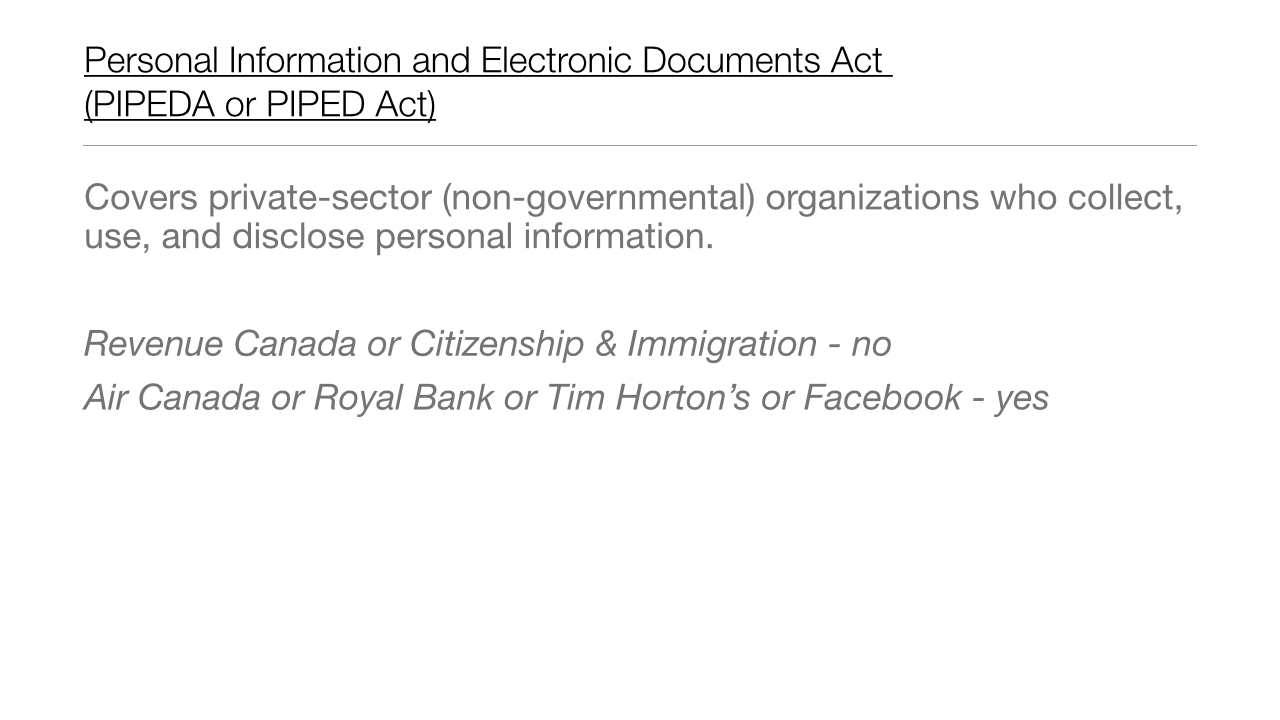 Personal Information and Electronic Documents Act
(PIPEDA or PIPED Act)
Covers private-sector (non-governmental) organizations who collect,
use, and disclose personal information.
Revenue Canada or Citizenship & Immigration - no
Air Canada or Royal Bank or Tim Horton’s or Facebook - yes